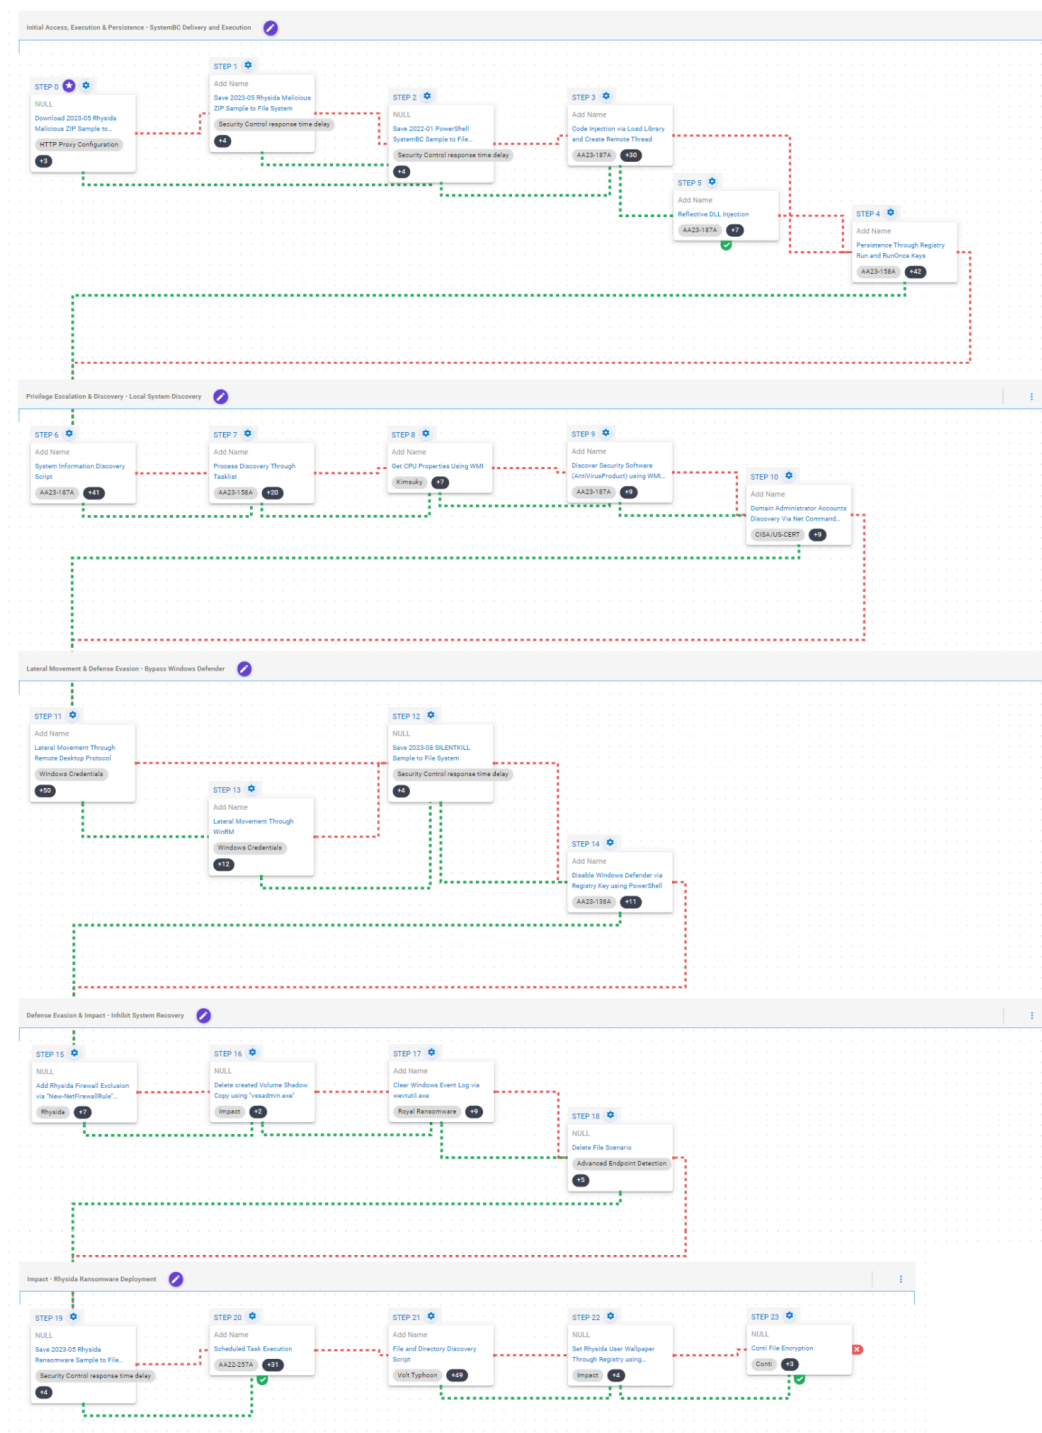 Initial Access, Execution & Persistence - SystemBC Delivery and Execution
STEP 0
NULL
Download 2023-05 Rhysida
Malicious ZIP Sample to...
HTTP Proxy Configuration
+3
STEP 1
Add Name
Save 2023-05 Rhysida Malicious
ZIP Sample to File System
Security Control response time delay
+4
STEP 2
NULL
Save 2022-01 PowerShell
SystemBC Sample to File...
Security Control response time delay
+4
STEP 3
Add Name
Code Injection via Load Library
and Create Remote Thread
AA23-187A +30
STEP 5
Add Name
Reflective DLL Injection
AA23-187A +7
STEP 4
Add Name
Persistence Through Registry
Run and RunOnce Keys
AA23-158A +42
Privilege Escalation & Discovery - Local System Discovery
STEP 6
Add Name
System Information Discovery
Script
AA23-187A +41
STEP 7
Add Name
Process Discovery Through
Tasklist
AA23-158A +20
STEP 8
Add Name
Get CPU Properties Using WMI
Kimsuky +7
STEP 9
Add Name
Discover Security Software
(AntiVirusProduct) using WMI...
AA23-187A +9
STEP 10
Add Name
Domain Administrator Accounts
Discovery Via Net Command...
CISA/US-CERT +9
Lateral Movement & Defense Evasion - Bypass Windows Defender
STEP 11
Add Name
Lateral Movement Through
Remote Desktop Protocol
Windows Credentials
+50
STEP 13
Add Name
Lateral Movement Through
WinRM
Windows Credentials
+12
STEP 12
NULL
Save 2023-08 SILENTKILL
Sample to File System
Security Control response time delay
+4
STEP 14
Add Name
Disable Windows Defender via
Registry Key using PowerShell
AA23-136A +11
Defense Evasion & Impact - Inhibit System Recovery
STEP 15
NULL
Add Rhysida Firewall Exclusion
via "New-NetFirewallRule"...
Rhysida +7
STEP 16
NULL
Delete created Volume Shadow
Copy using "vssadmin.exe"
Impact +2
STEP 17
Add Name
Clear Windows Event Log via
wevtutil.exe
Royal Ransomware +9
STEP 18
NULL
Delete File Scenario
Advanced Endpoint Detection
+5
Impact - Rhysida Ransomware Deployment
STEP 19
NULL
Save 2023-05 Rhysida
Ransomware Sample to File...
Security Control response time delay
+4
STEP 20
Add Name
Scheduled Task Execution
AA22-257A +31
STEP 21
Add Name
File and Directory Discovery
Script
Volt Typhoon +49
STEP 22
NULL
Set Rhysida User Wallpaper
Through Registry using...
Impact +4
STEP 23
NULL
Conti File Encryption
Conti +3